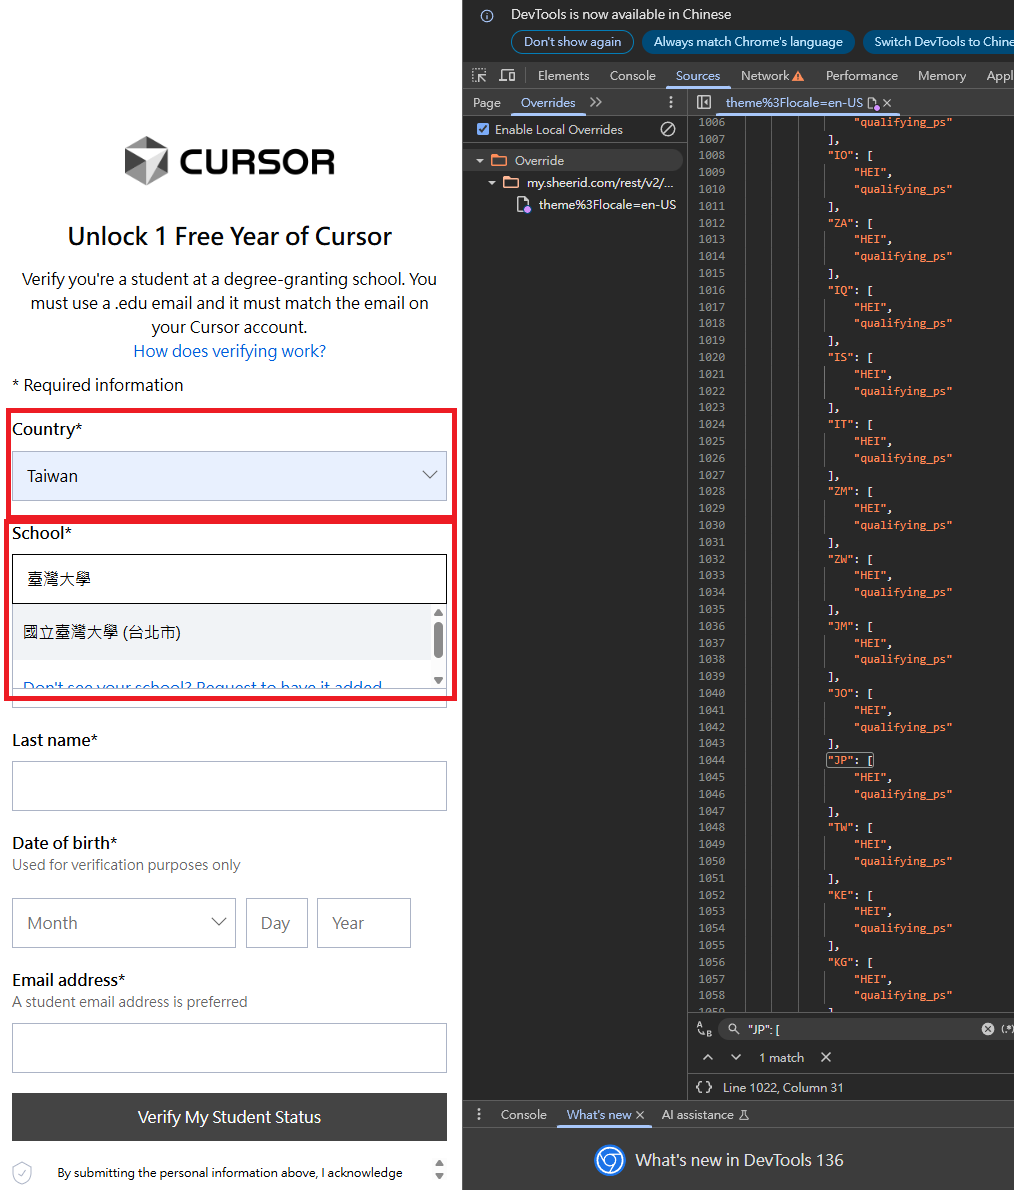 CURSOR
Unlock 1 Free Year of Cursor
Verify you're a student at a degree-granting school. You
must use a .edu email and it must match the email on
your Cursor account.
How does verifying work?
* Required information
Country*
Taiwan
School*
臺灣大學
國立臺灣大學 (台北市)
Don't see your school? Request to have it added
Last name*
Date of birth*
Used for verification purposes only
Month
Day
Year
Email address*
A student email address is preferred
Verify My Student Status
By submitting the personal information above, I acknowledge
DevTools is now available in Chinese
Don't show again
Always match Chrome's language
Switch DevTools to Chine
Elements
Console
Sources
Network
Performance
Memory
Appl
Page
Overrides
theme%3Flocale=en-US
Enable Local Overrides
Override
my.sheerid.com/rest/v2/...
theme%3Flocale=en-US
1006 "qualifying_ps"
1007 ],
1008 "IO": [
1009 "HEI",
1010 "qualifying_ps"
1011 ],
1012 "ZA": [
1013 "HEI",
1014 "qualifying_ps"
1015 ],
1016 "IQ": [
1017 "HEI",
1018 "qualifying_ps"
1019 ],
1020 "IS": [
1021 "HEI",
1022 "qualifying_ps"
1023 ],
1024 "IT": [
1025 "HEI",
1026 "qualifying_ps"
1027 ],
1028 "ZM": [
1029 "HEI",
1030 "qualifying_ps"
1031 ],
1032 "ZW": [
1033 "HEI",
1034 "qualifying_ps"
1035 ],
1036 "JM": [
1037 "HEI",
1038 "qualifying_ps"
1039 ],
1040 "JO": [
1041 "HEI",
1042 "qualifying_ps"
1043 ],
1044 "JP": [
1045 "HEI",
1046 "qualifying_ps"
1047 ],
1048 "TW": [
1049 "HEI",
1050 "qualifying_ps"
1051 ],
1052 "KE": [
1053 "HEI",
1054 "qualifying_ps"
1055 ],
1056 "KG": [
1057 "HEI",
1058 "qualifying_ps"
1059 ],
"JP": [
(.*)
1 match
{} Line 1022, Column 31
Console
What's new
AI assistance
What's new in DevTools 136